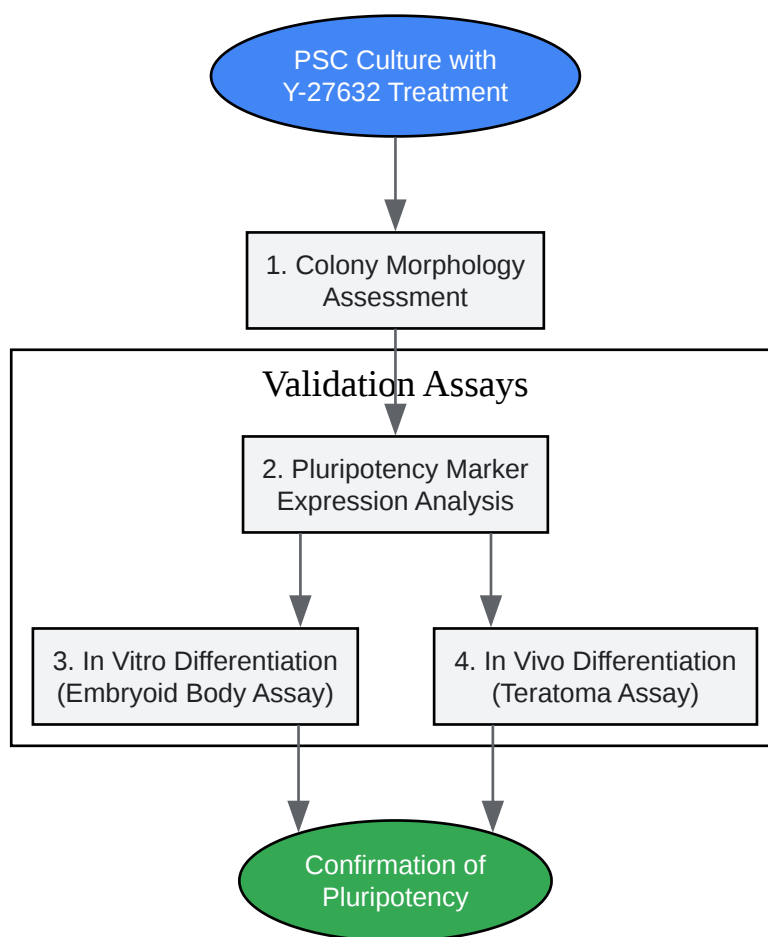 PSC Culture with
Y-27632 Treatment
1. Colony Morphology
Assessment
Validation Assays
2. Pluripotency Marker
Expression Analysis
3. In Vitro Differentiation
(Embryoid Body Assay)
4. In Vivo Differentiation
(Teratoma Assay)
Confirmation of
Pluripotency